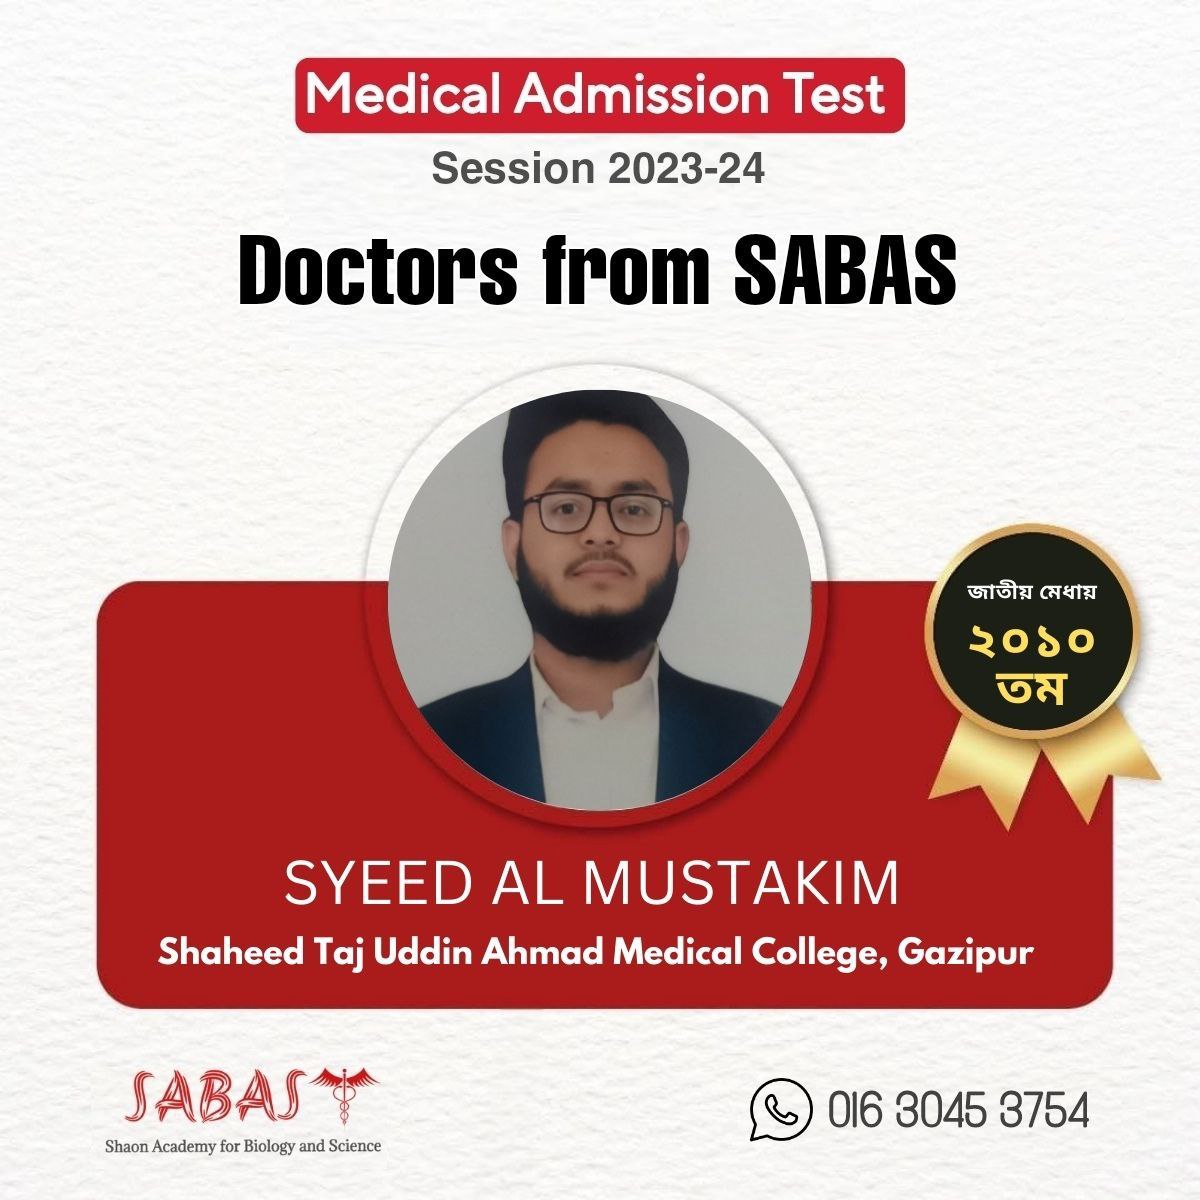 Medical Admission Test
Session 2023-24
Doctors from SABAS
জাতীয় মেধায়
২০১০
তম
SYEED AL MUSTAKIM
Shaheed Taj Uddin Ahmad Medical College, Gazipur
SABAS
Shaon Academy for Biology and Science
016 3045 3754